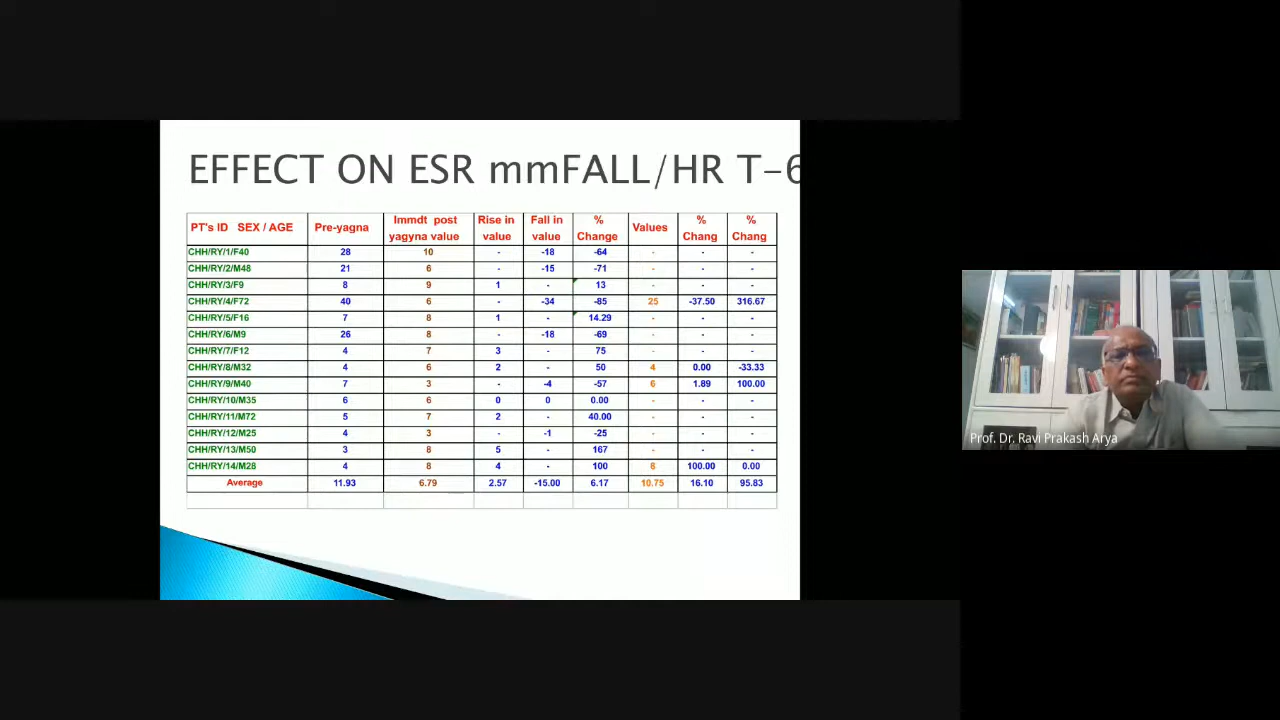 EFFECT ON ESR mmFALL/HR T-6
PT's ID SEX / AGE Pre-yagna Immdt post yagyna value Rise in value Fall in value % Change Values % Chang % Chang
CHH/RY/1/F40 28 10 - -18 -64 - - -
CHH/RY/2/M48 21 6 - -15 -71 - - -
CHH/RY/3/F9 8 9 1 - 13 - - -
CHH/RY/4/F72 40 6 - -34 -85 25 -37.50 316.67
CHH/RY/5/F16 7 8 1 - 14.29 - - -
CHH/RY/6/M9 26 8 - -18 -69 - - -
CHH/RY/7/F12 4 7 3 - 75 - - -
CHH/RY/8/M32 4 6 2 - 50 4 0.00 -33.33
CHH/RY/9/M40 7 3 - -4 -57 6 1.89 100.00
CHH/RY/10/M35 6 6 0 0 0.00 - - -
CHH/RY/11/M72 5 7 2 - 40.00 - - -
CHH/RY/12/M25 4 3 - -1 -25 - - -
CHH/RY/13/M50 3 8 5 - 167 - - -
CHH/RY/14/M28 4 8 4 - 100 8 100.00 0.00
Average 11.93 6.79 2.57 -15.00 6.17 10.75 16.10 95.83
Prof. Dr. Ravi Prakash Arya